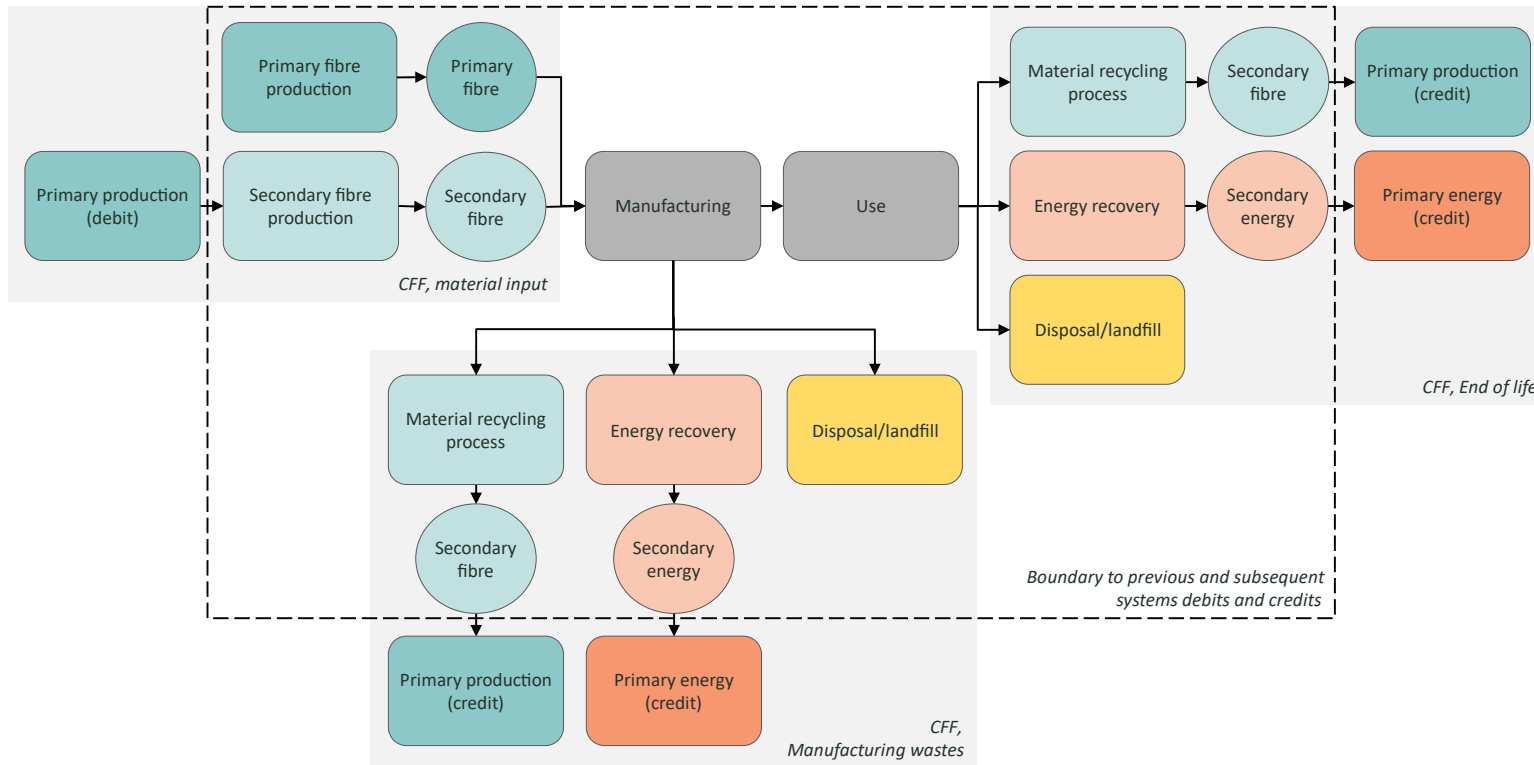 Primary fibre
production
Primary
fibre
Primary production
(debit)
Secondary fibre
production
Secondary
fibre
CFF, material input
Manufacturing
Use
Material recycling
process
Secondary
fibre
Primary production
(credit)
Energy recovery
Secondary
energy
Primary energy
(credit)
Disposal/landfill
CFF, End of life
Material recycling
process
Energy recovery
Disposal/landfill
Secondary
fibre
Secondary
energy
Boundary to previous and subsequent
systems debits and credits
Primary production
(credit)
Primary energy
(credit)
CFF,
Manufacturing wastes